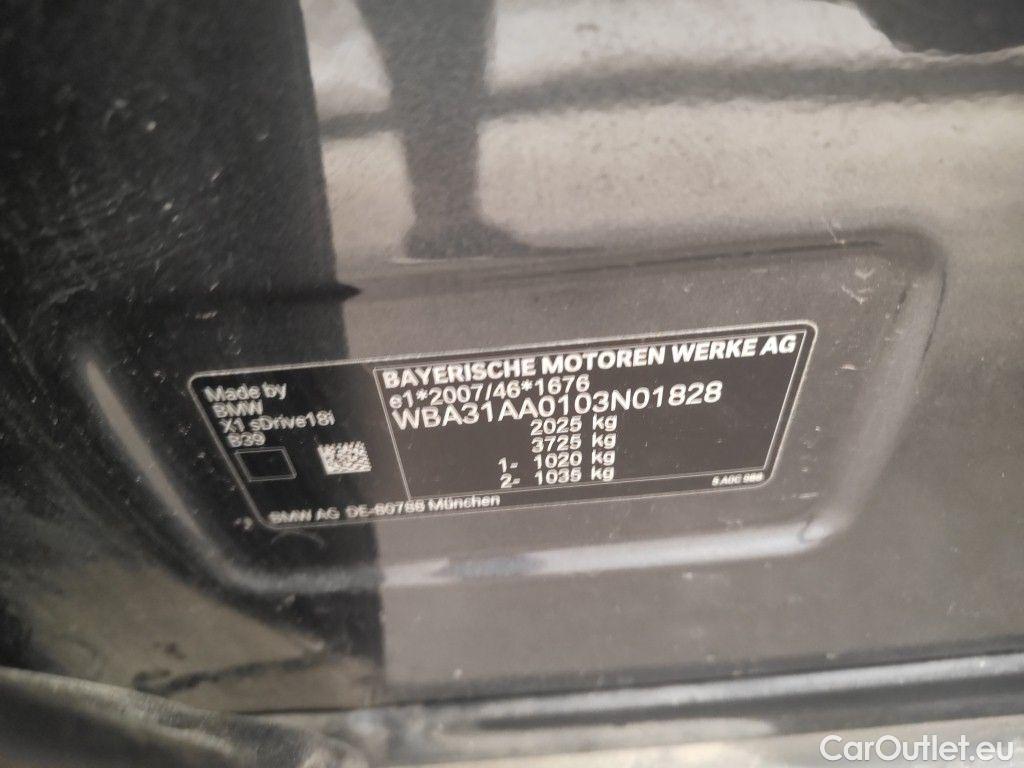 Made by
BMW
X1 sDrive18i
B39
BAYERISCHE MOTOREN WERKE AG
e1*2007/46*1676
WBA31AA0103N01828
2025 kg
3725 kg
1- 1020 kg
2- 1035 kg
BMW AG DE-80788 München
CarOutlet.eu